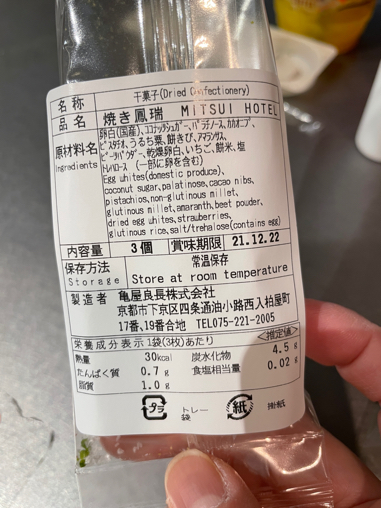 名称 干菓子(Dried Confectionery)
品名 焼き鳳瑞 MITSUI HOTEL
原材料名 卵白(国産)、ココナッツシュガー、パラチノース、カカオニブ、
Ingredients ピスタチオ、うるち粟、餅きび、アマランサス、
ビーツパウダー、乾燥卵白、いちご、餅米、塩
/トレハロース (一部に卵を含む)
Egg whites(domestic produce),
coconut sugar,palatinose,cacao nibs,
pistachios,non-glutinous millet,
glutinous millet,amaranth,beet powder,
dried egg whites,strawberries,
glutinous rice,salt/trehalose(contains egg)
内容量 3個 賞味期限 21.12.22
保存方法 常温保存
Storage Store at room temperature
製造者 亀屋良長株式会社
京都市下京区四条通油小路西入柏屋町
17番,19番合地 TEL075-221-2005
栄養成分表示 1袋(3枚)あたり <推定値>
熱量 30kcal 炭水化物 4.5 g
たんぱく質 0.7 g 食塩相当量 0.02 g
脂質 1.0 g
プラ トレー 袋 紙 掛紙